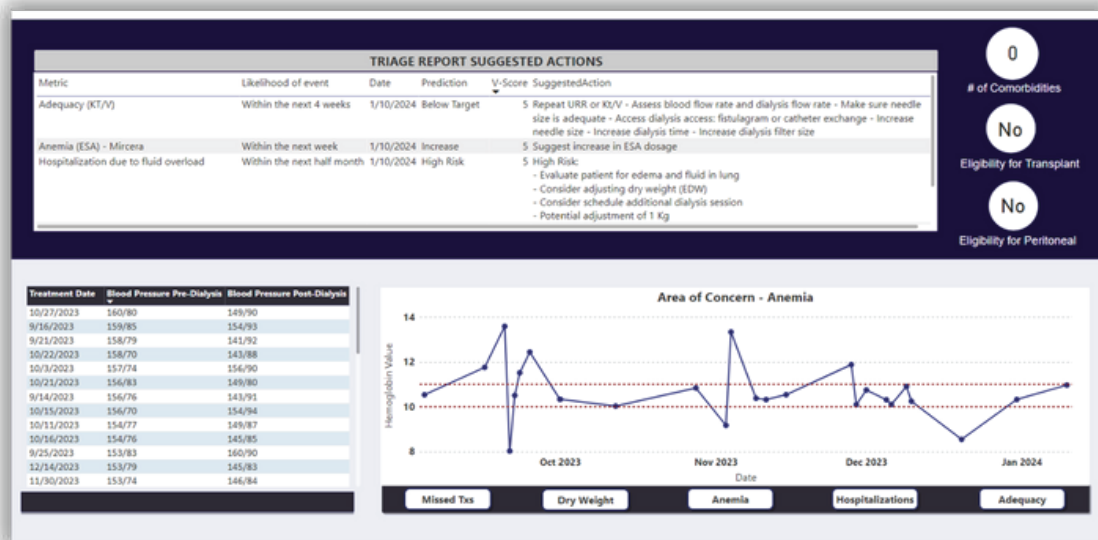 TRIAGE REPORT SUGGESTED ACTIONS
Metric Likelihood of event Date Prediction V-Score SuggestedAction
Adequacy (KT/V) Within the next 4 weeks 1/10/2024 Below Target 5 Repeat URR or Kt/V - Assess blood flow rate and dialysis flow rate - Make sure needle
size is adequate - Access dialysis access: fistulagram or catheter exchange - Increase
needle size - Increase dialysis time - Increase dialysis filter size
Anemia (ESA) - Mircera Within the next week 1/10/2024 Increase 5 Suggest increase in ESA dosage
Hospitalization due to fluid overload Within the next half month 1/10/2024 High Risk 5 High Risk:
- Evaluate patient for edema and fluid in lung
- Consider adjusting dry weight (EDW)
- Consider schedule additional dialysis session
- Potential adjustment of 1 Kg
0
# of Comorbidities
No
Eligibility for Transplant
No
Eligibility for Peritoneal
Treatment Date Blood Pressure Pre-Dialysis Blood Pressure Post-Dialysis
10/27/2023 160/80 149/90
9/16/2023 159/85 154/93
9/21/2023 158/79 141/92
10/22/2023 158/70 143/88
10/3/2023 157/74 156/90
10/21/2023 156/83 149/80
9/14/2023 156/76 143/91
10/15/2023 156/70 154/94
10/11/2023 154/77 149/87
10/16/2023 154/76 145/85
9/25/2023 153/83 160/90
12/14/2023 153/79 145/83
11/30/2023 153/74 146/84
Area of Concern - Anemia
Hemoglobin Value
14
12
10
8
Oct 2023 Nov 2023 Dec 2023 Jan 2024
Date
Missed Txs Dry Weight Anemia Hospitalizations Adequacy